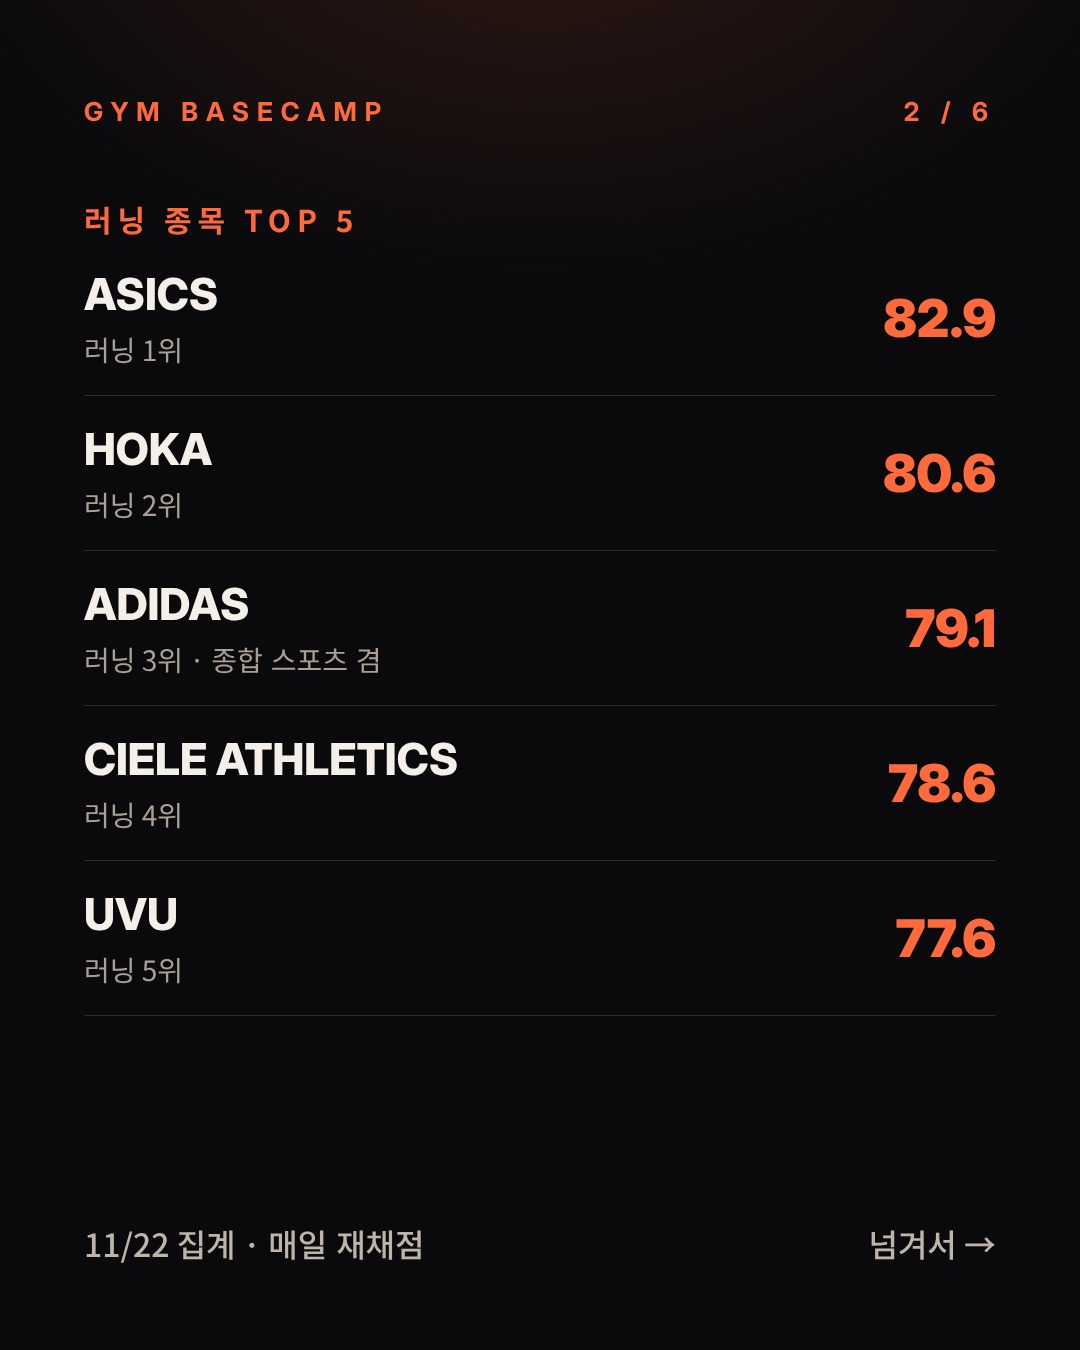 GYM BASECAMP
2 / 6
러닝 종목 TOP 5
ASICS
82.9
러닝 1위
HOKA
80.6
러닝 2위
ADIDAS
79.1
러닝 3위 · 종합 스포츠 겸
CIELE ATHLETICS
78.6
러닝 4위
UVU
77.6
러닝 5위
11/22 집계 · 매일 재채점
넘겨서 →